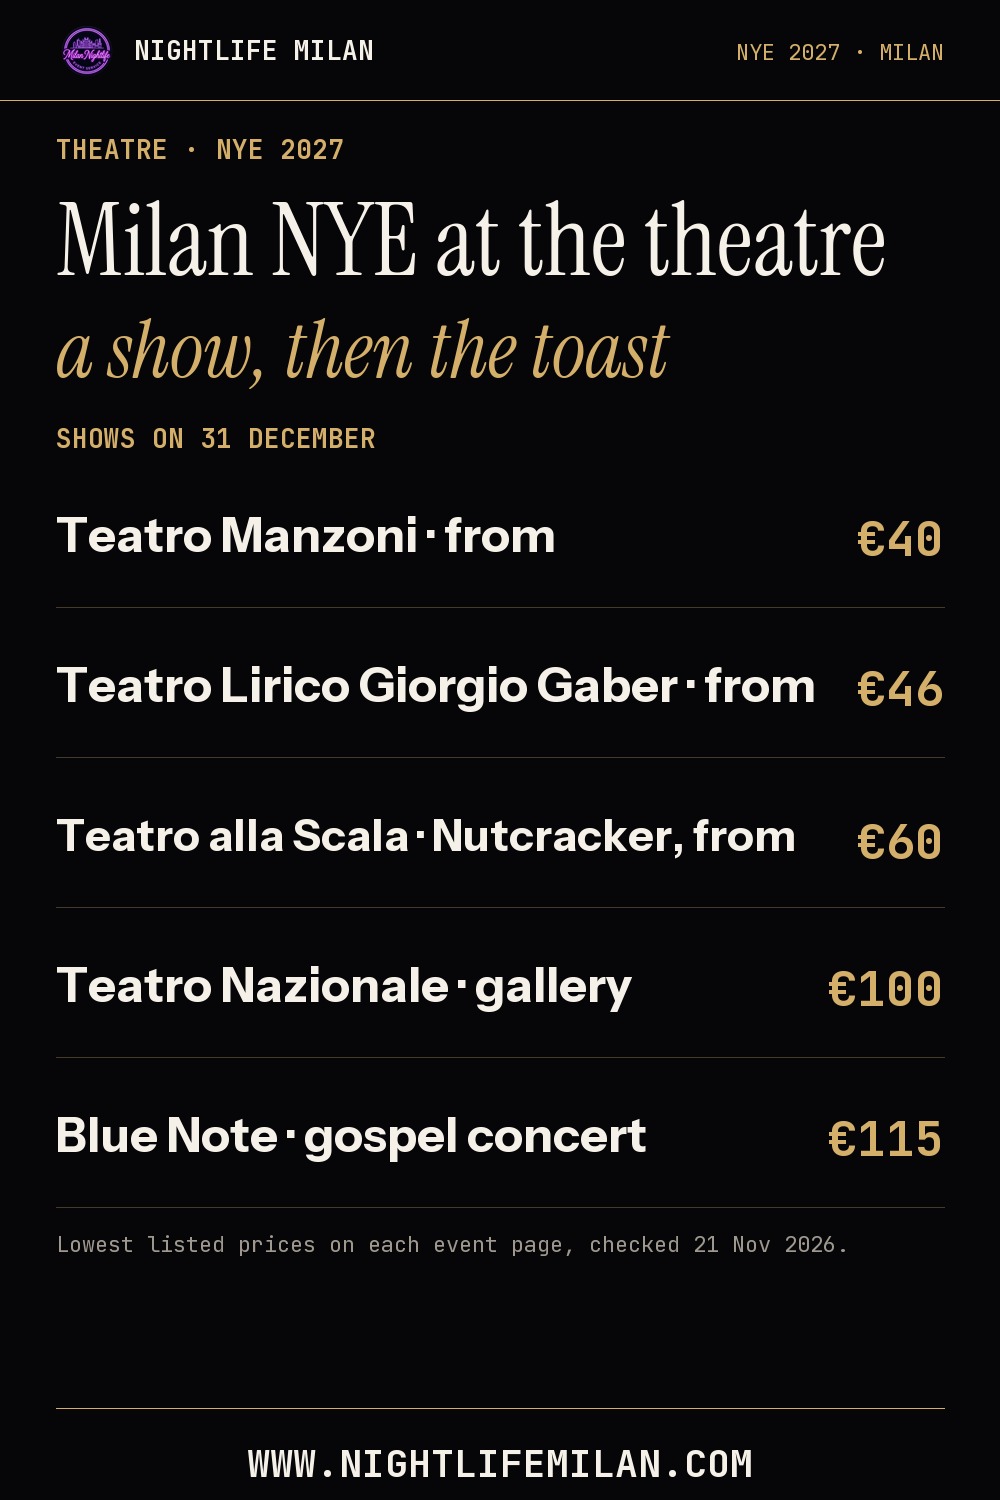 Milan Nightlife
NIGHTLIFE MILAN
NYE 2027 · MILAN
THEATRE · NYE 2027
Milan NYE at the theatre
a show, then the toast
SHOWS ON 31 DECEMBER
Teatro Manzoni · from €40
Teatro Lirico Giorgio Gaber · from €46
Teatro alla Scala · Nutcracker, from €60
Teatro Nazionale · gallery €100
Blue Note · gospel concert €115
Lowest listed prices on each event page, checked 21 Nov 2026.
WWW.NIGHTLIFEMILAN.COM